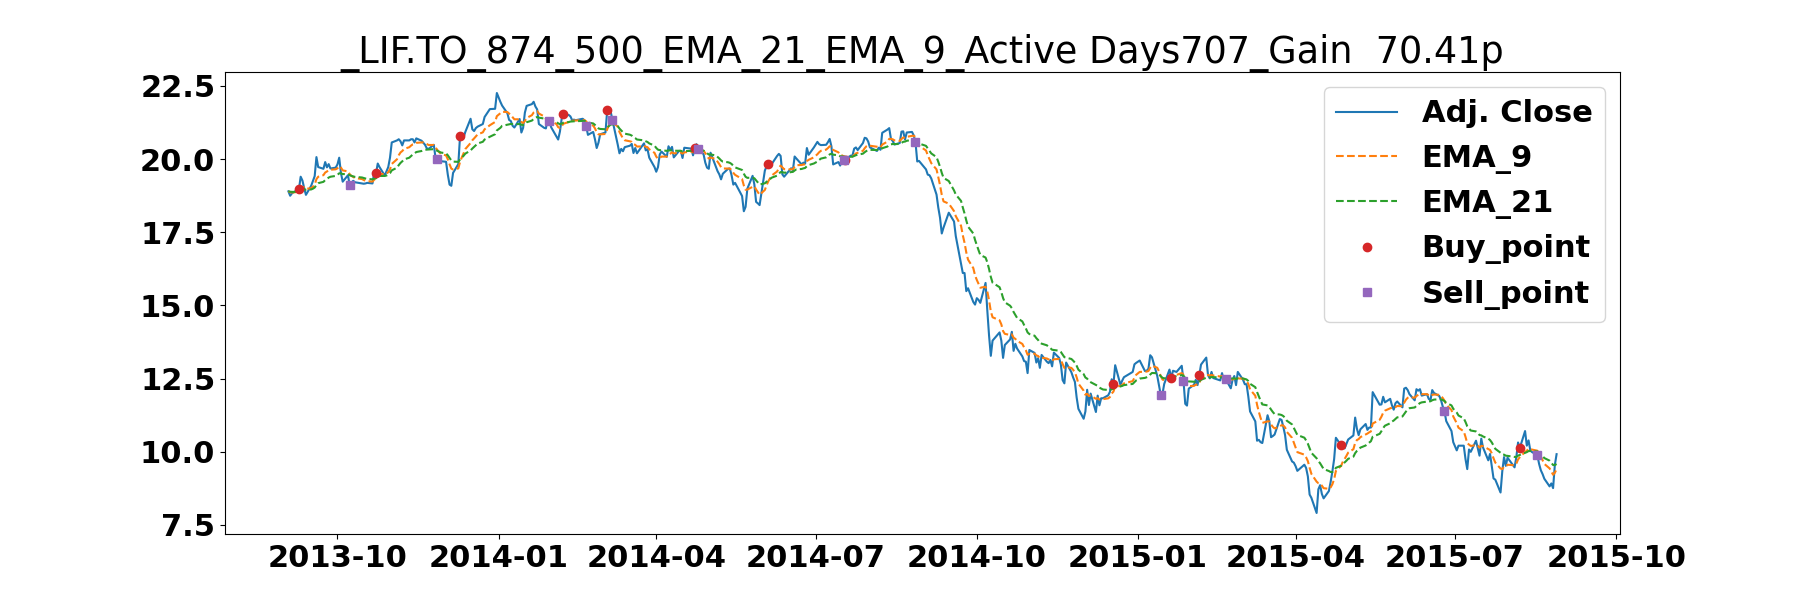 _LIF.TO_874_500_EMA_21_EMA_9_Active Days707_Gain  70.41p
22.5
20.0
17.5
15.0
12.5
10.0
7.5
Adj. Close
EMA_9
EMA_21
Buy_point
Sell_point
2013-10 2014-01 2014-04 2014-07 2014-10 2015-01 2015-04 2015-07 2015-10